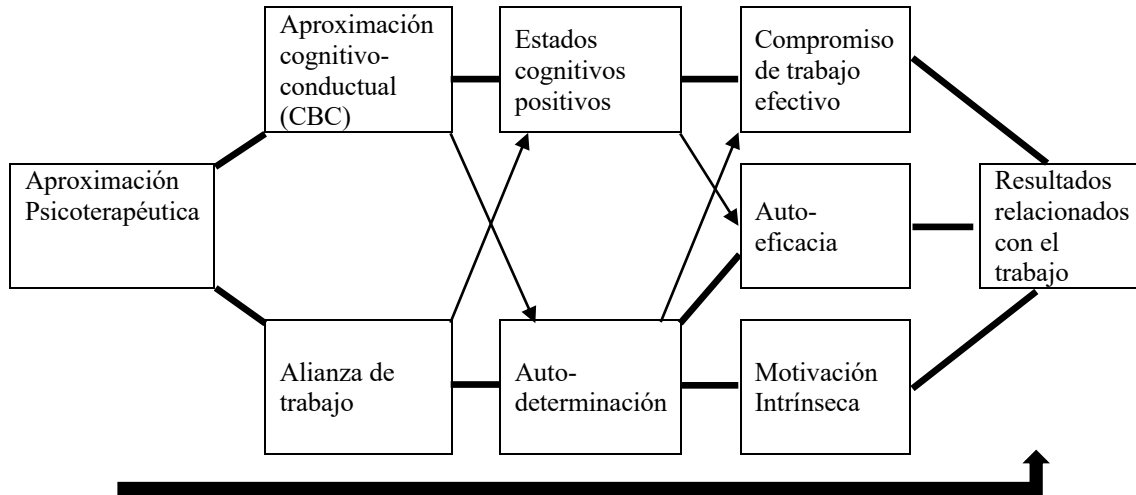 Aproximación
cognitivo-
conductual
(CBC)
Estados
cognitivos
positivos
Compromiso
de trabajo
efectivo
Aproximación
Psicoterapéutica
Auto-
eficacia
Resultados
relacionados
con el
trabajo
Alianza de
trabajo
Auto-
determinación
Motivación
Intrínseca